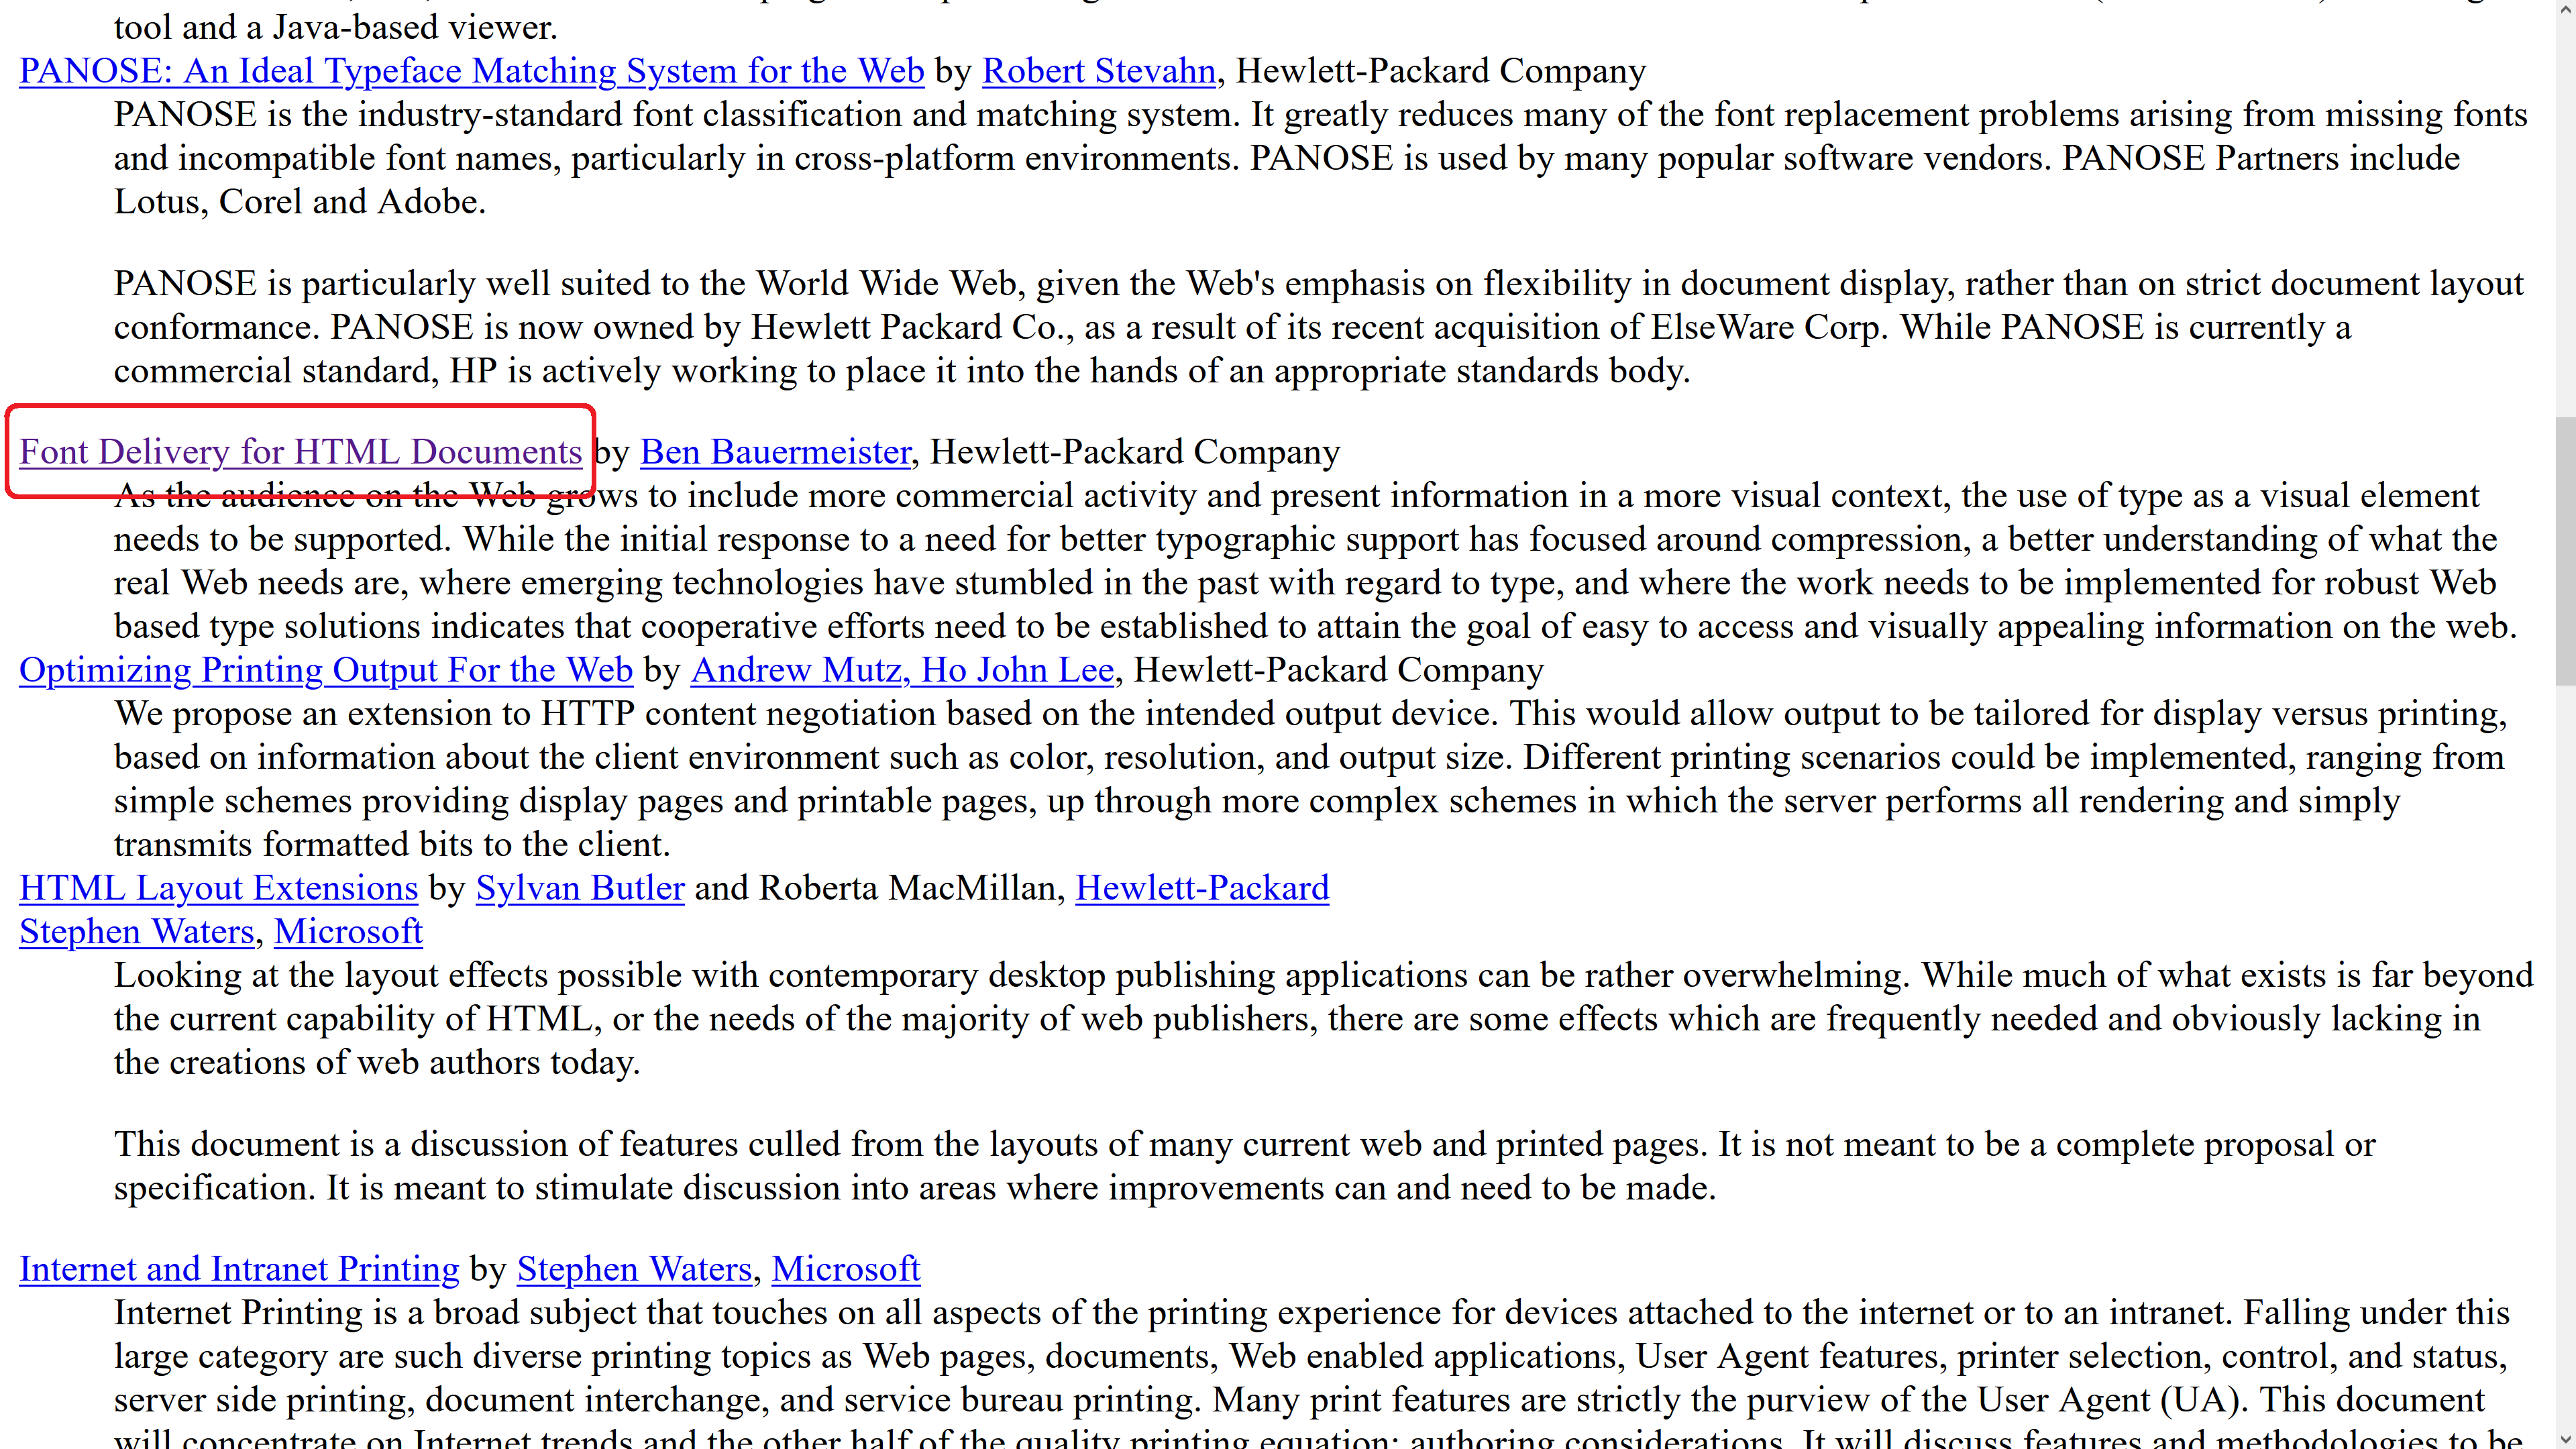 tool and a Java-based viewer.
PANOSE: An Ideal Typeface Matching System for the Web by Robert Stevahn, Hewlett-Packard Company
PANOSE is the industry-standard font classification and matching system. It greatly reduces many of the font replacement problems arising from missing fonts
and incompatible font names, particularly in cross-platform environments. PANOSE is used by many popular software vendors. PANOSE Partners include
Lotus, Corel and Adobe.
PANOSE is particularly well suited to the World Wide Web, given the Web's emphasis on flexibility in document display, rather than on strict document layout
conformance. PANOSE is now owned by Hewlett Packard Co., as a result of its recent acquisition of ElseWare Corp. While PANOSE is currently a
commercial standard, HP is actively working to place it into the hands of an appropriate standards body.
Font Delivery for HTML Documents by Ben Bauermeister, Hewlett-Packard Company
As the audience on the Web grows to include more commercial activity and present information in a more visual context, the use of type as a visual element
needs to be supported. While the initial response to a need for better typographic support has focused around compression, a better understanding of what the
real Web needs are, where emerging technologies have stumbled in the past with regard to type, and where the work needs to be implemented for robust Web
based type solutions indicates that cooperative efforts need to be established to attain the goal of easy to access and visually appealing information on the web.
Optimizing Printing Output For the Web by Andrew Mutz, Ho John Lee, Hewlett-Packard Company
We propose an extension to HTTP content negotiation based on the intended output device. This would allow output to be tailored for display versus printing,
based on information about the client environment such as color, resolution, and output size. Different printing scenarios could be implemented, ranging from
simple schemes providing display pages and printable pages, up through more complex schemes in which the server performs all rendering and simply
transmits formatted bits to the client.
HTML Layout Extensions by Sylvan Butler and Roberta MacMillan, Hewlett-Packard
Stephen Waters, Microsoft
Looking at the layout effects possible with contemporary desktop publishing applications can be rather overwhelming. While much of what exists is far beyond
the current capability of HTML, or the needs of the majority of web publishers, there are some effects which are frequently needed and obviously lacking in
the creations of web authors today.
This document is a discussion of features culled from the layouts of many current web and printed pages. It is not meant to be a complete proposal or
specification. It is meant to stimulate discussion into areas where improvements can and need to be made.
Internet and Intranet Printing by Stephen Waters, Microsoft
Internet Printing is a broad subject that touches on all aspects of the printing experience for devices attached to the internet or to an intranet. Falling under this
large category are such diverse printing topics as Web pages, documents, Web enabled applications, User Agent features, printer selection, control, and status,
server side printing, document interchange, and service bureau printing. Many print features are strictly the purview of the User Agent (UA). This document
will concentrate on Internet trends and the other half of the quality printing equation: authoring considerations. It will discuss features and methodologies to be